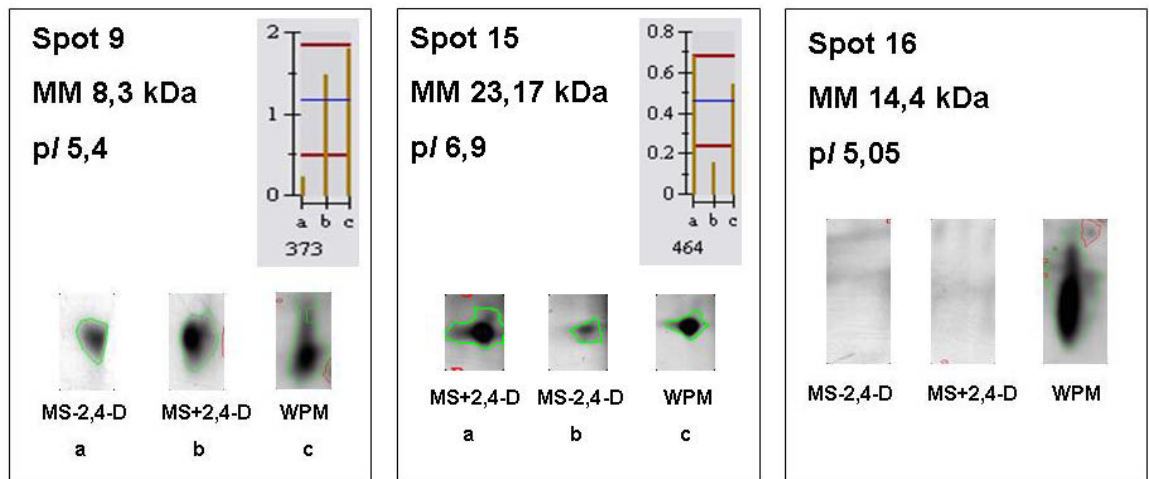 Spot 9
MM 8,3 kDa
pI 5,4
2
1
0
a b c
373
MS-2,4-D MS+2,4-D WPM
a b c
Spot 15
MM 23,17 kDa
pI 6,9
0.8
0.6
0.4
0.2
0
a b c
464
MS+2,4-D MS-2,4-D WPM
a b c
Spot 16
MM 14,4 kDa
pI 5,05
MS-2,4-D MS+2,4-D WPM